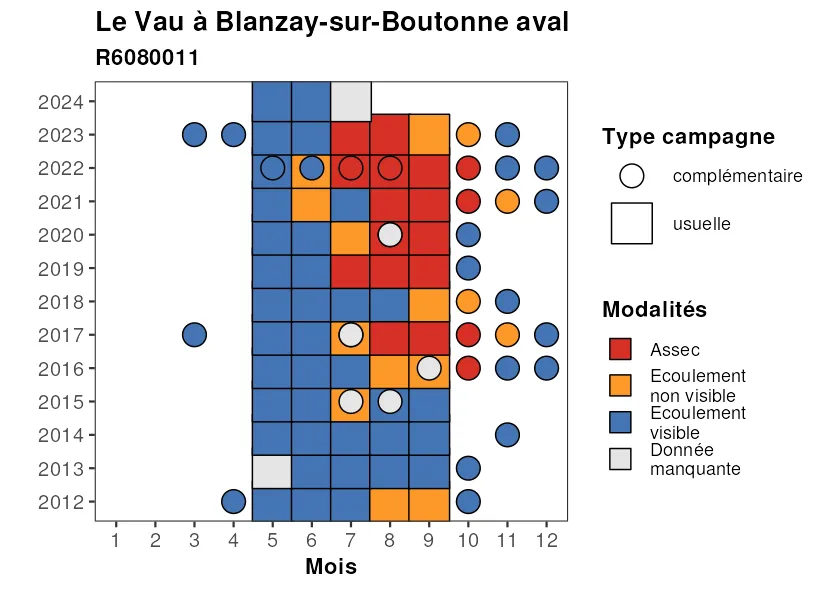 Le Vau à Blanzay-sur-Boutonne aval
R6080011
2024
2023
2022
2021
2020
2019
2018
2017
2016
2015
2014
2013
2012
1 2 3 4 5 6 7 8 9 10 11 12
Mois
Type campagne
complémentaire
usuelle
Modalités
Assec
Ecoulement
non visible
Ecoulement
visible
Donnée
manquante